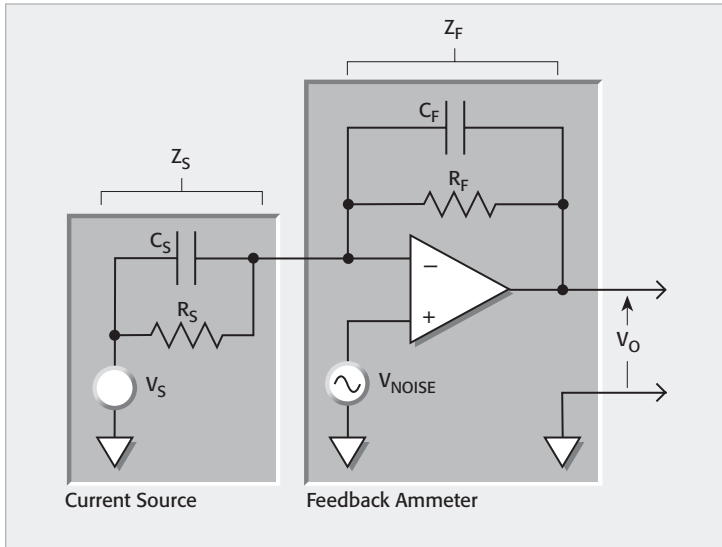 Z_F
C_F
Z_S
R_F
C_S
−
R_S
+
V_S
V_NOISE
V_O
Current Source
Feedback Ammeter